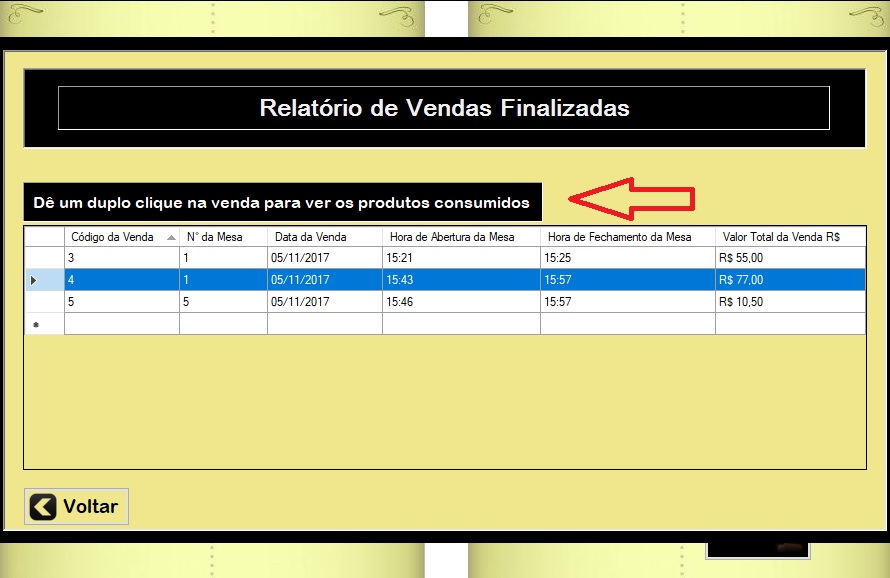 Relatório de Vendas Finalizadas
Dê um duplo clique na venda para ver os produtos consumidos
Código da Venda N° da Mesa Data da Venda Hora de Abertura da Mesa Hora de Fechamento da Mesa Valor Total da Venda R$
3 1 05/11/2017 15:21 15:25 R$ 55,00
4 1 05/11/2017 15:43 15:57 R$ 77,00
5 5 05/11/2017 15:46 15:57 R$ 10,50
Voltar